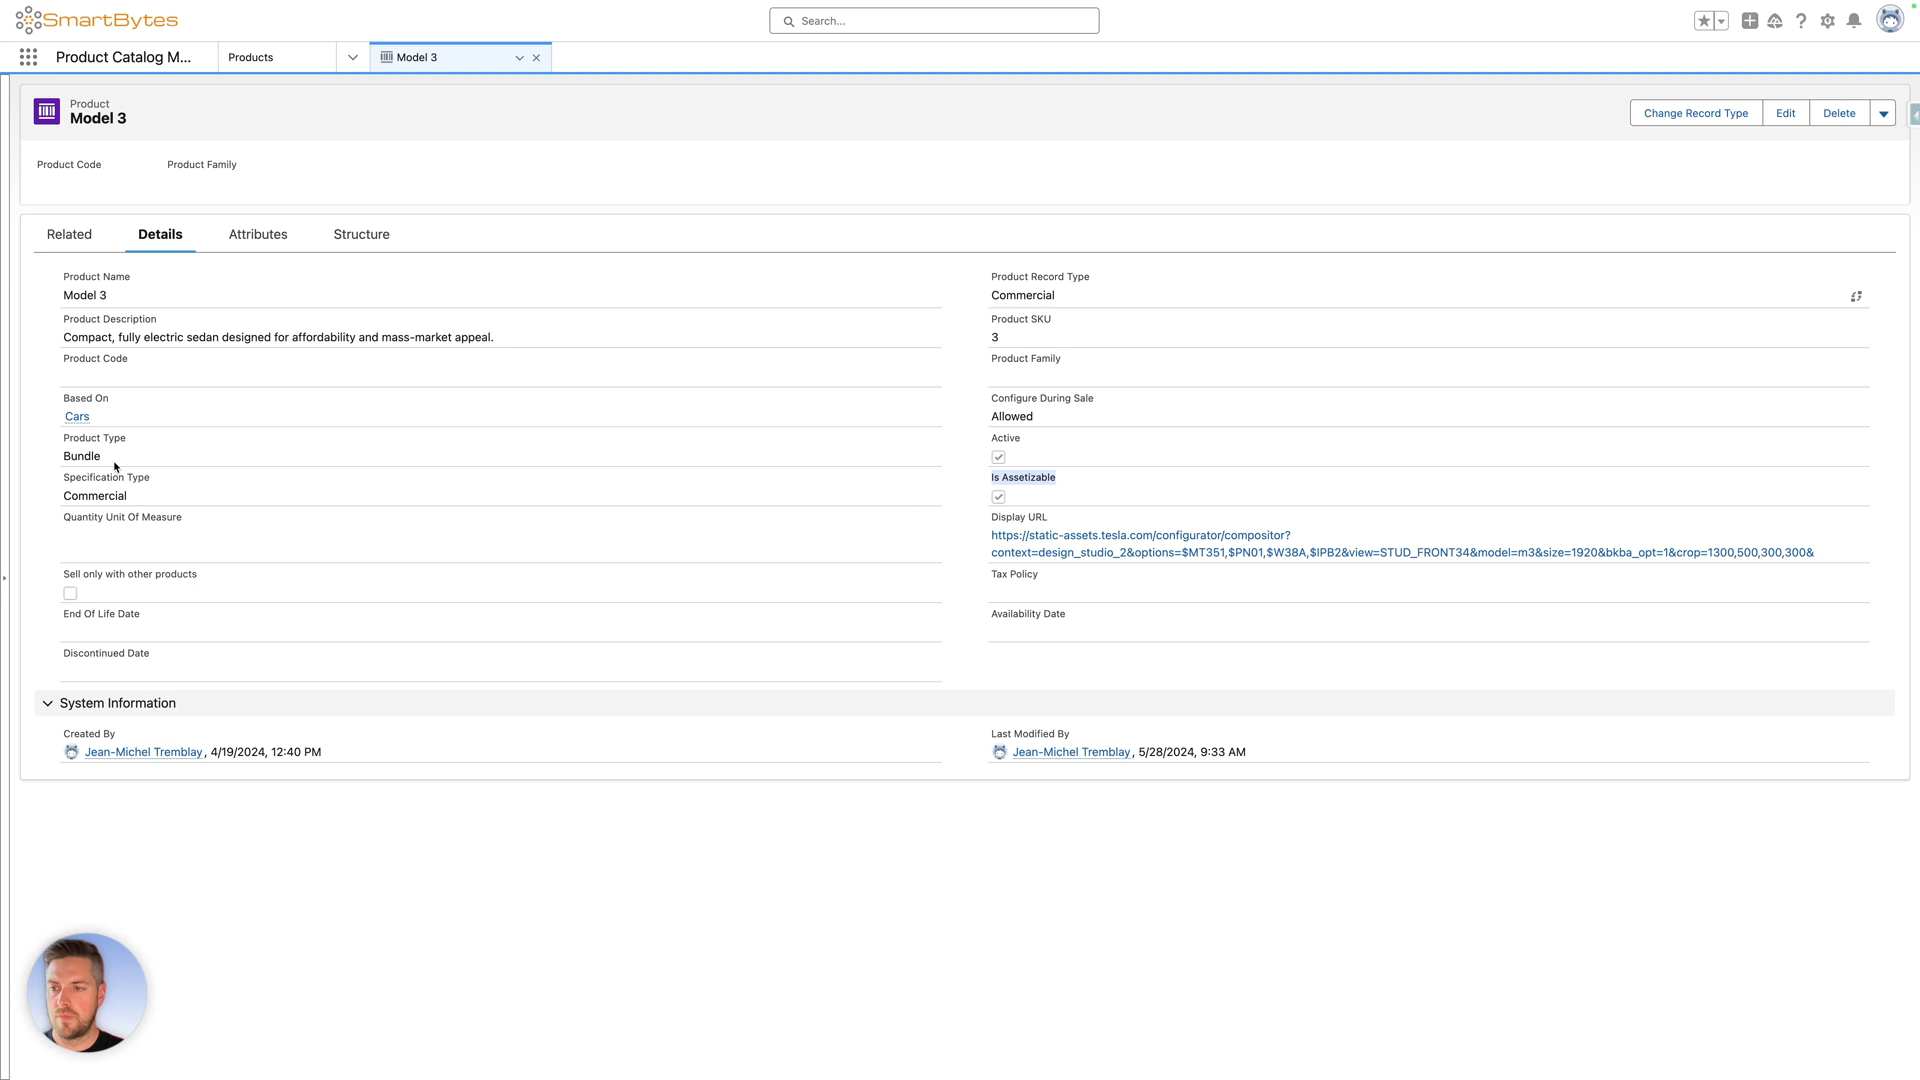 SmartBytes
Search...
Product Catalog M...
Products
Model 3
Product
Model 3
Change Record Type
Edit
Delete
Product Code
Product Family
Related
Details
Attributes
Structure
Product Name
Model 3
Product Record Type
Commercial
Product Description
Compact, fully electric sedan designed for affordability and mass-market appeal.
Product SKU
3
Product Code
Product Family
Based On
Cars
Configure During Sale
Allowed
Product Type
Bundle
Active
Specification Type
Commercial
Is Assetizable
Quantity Unit Of Measure
Display URL
https://static-assets.tesla.com/configurator/compositor?
context=design_studio_2&options=$MT351,$PN01,$W38A,$IPB2&view=STUD_FRONT34&model=m3&size=1920&bkba_opt=1&crop=1300,500,300,300&
Sell only with other products
Tax Policy
End Of Life Date
Availability Date
Discontinued Date
System Information
Created By
Jean-Michel Tremblay, 4/19/2024, 12:40 PM
Last Modified By
Jean-Michel Tremblay, 5/28/2024, 9:33 AM